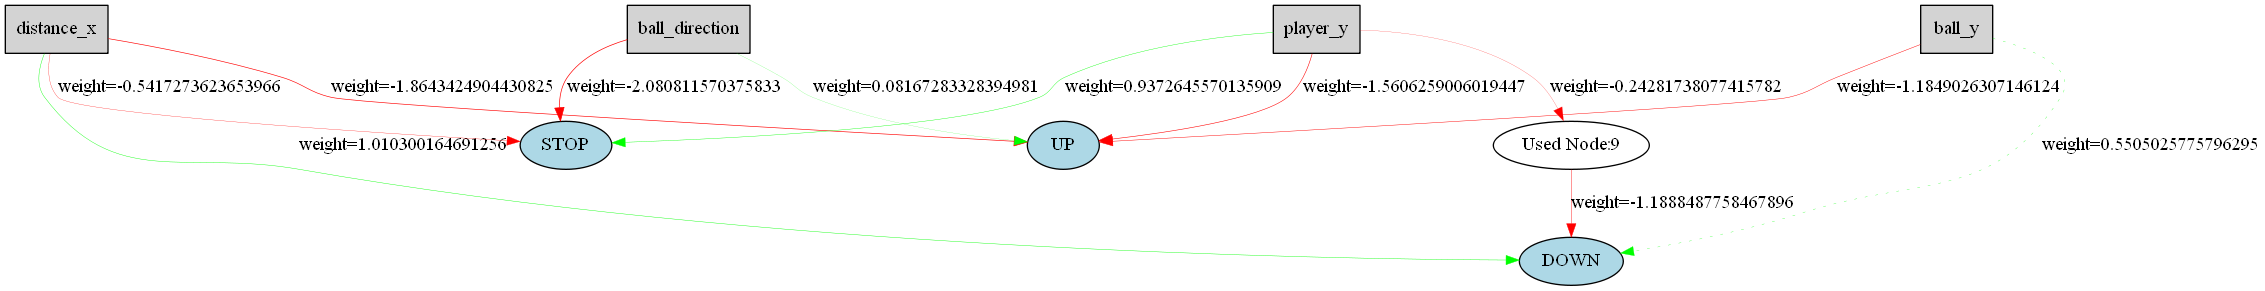 distance_x
ball_direction
player_y
ball_y
weight=-0.5417273623653966
weight=-1.8643424904430825
weight=-2.080811570375833
weight=0.08167283328394981
weight=0.9372645570135909
weight=-1.5606259006019447
weight=-0.24281738077415782
weight=-1.1849026307146124
weight=1.010300164691256
STOP
UP
Used Node:9
weight=0.5505025775796295
weight=-1.1888487758467896
DOWN